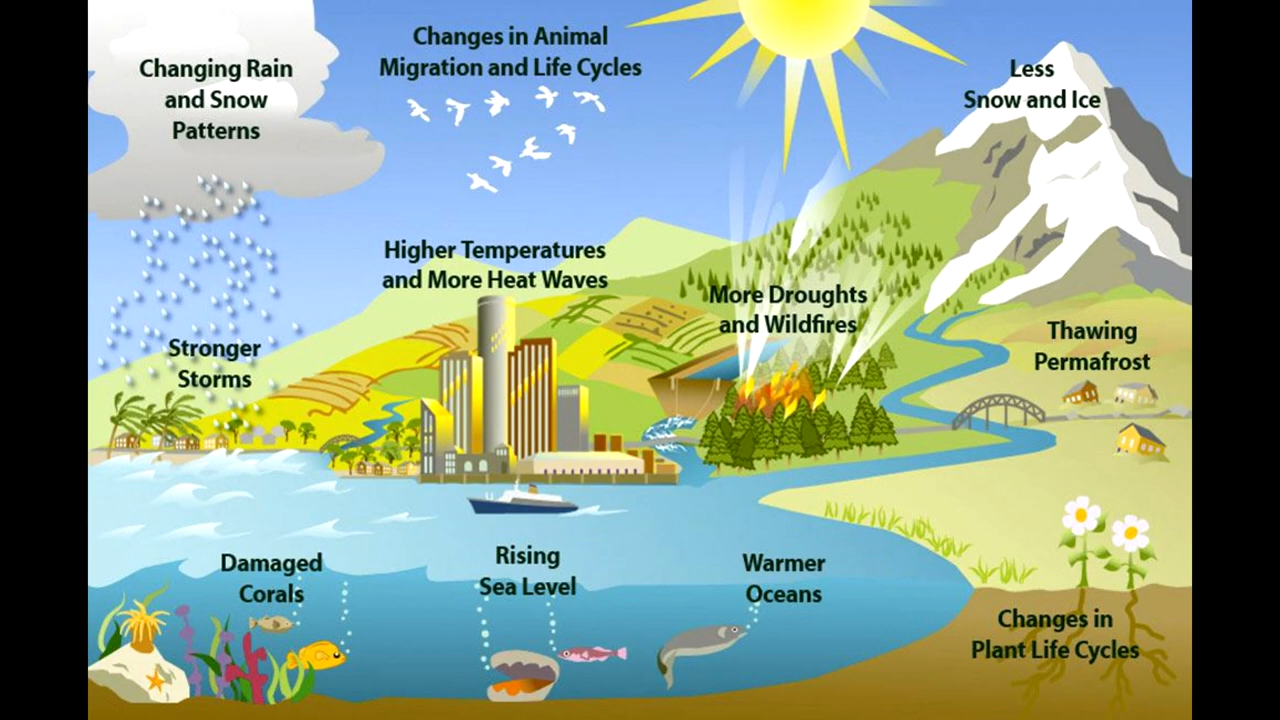 Changes in Animal
Migration and Life Cycles
Changing Rain
and Snow
Patterns
Less
Snow and Ice
Higher Temperatures
and More Heat Waves
More Droughts
and Wildfires
Thawing
Permafrost
Stronger
Storms
Damaged
Corals
Rising
Sea Level
Warmer
Oceans
Changes in
Plant Life Cycles